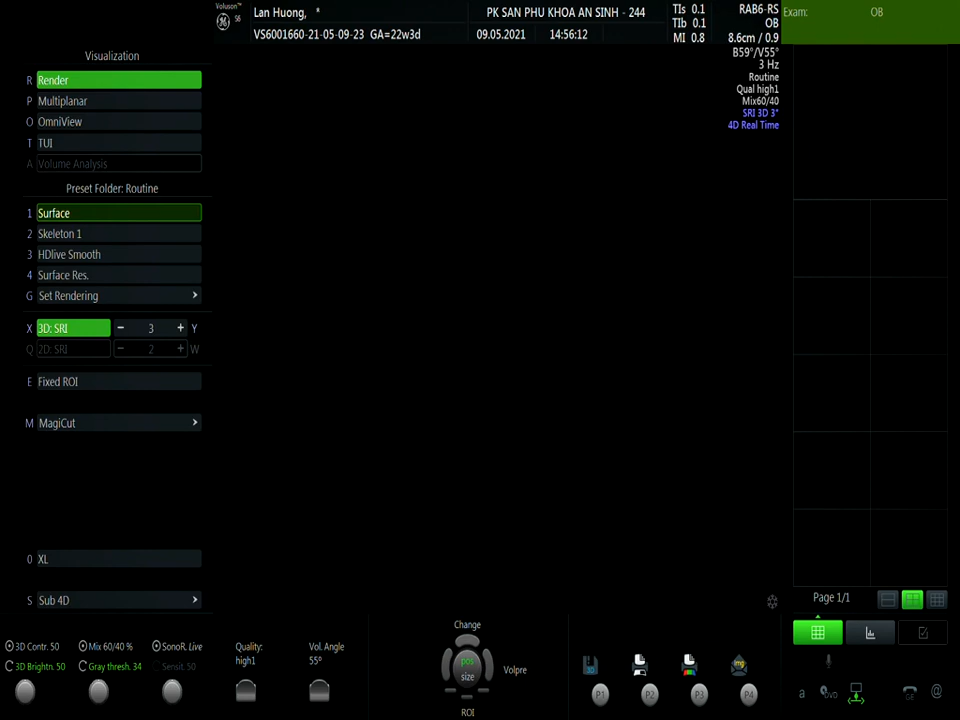 Voluson™
S6
Lan Huong, *
PK SAN PHU KHOA AN SINH - 244
VS6001660-21-05-09-23 GA=22w3d
09.05.2021 14:56:12
TIs 0.1
TIb 0.1
MI 0.8
RAB6-RS
OB
8.6cm / 0.9
B59°/V55°
3 Hz
Routine
Qual high1
Mix60/40
SRI 3D 3"
4D Real Time
Exam: OB
Visualization
R Render
P Multiplanar
O OmniView
T TUI
A Volume Analysis
Preset Folder: Routine
1 Surface
2 Skeleton 1
3 HDlive Smooth
4 Surface Res.
G Set Rendering >
X 3D: SRI - 3 + Y
Q 2D: SRI - 2 + W
E Fixed ROI
M MagiCut >
0 XL
S Sub 4D >
3D Contr. 50
3D Brightn. 50
Mix 60/40 %
Gray thresh. 34
SonoR. Live
Sensit. 50
Quality:
high1
Vol. Angle
55°
Change
pos
size
Volpre
ROI
3D
img
P1 P2 P3 P4
Page 1/1
a DVD GE @